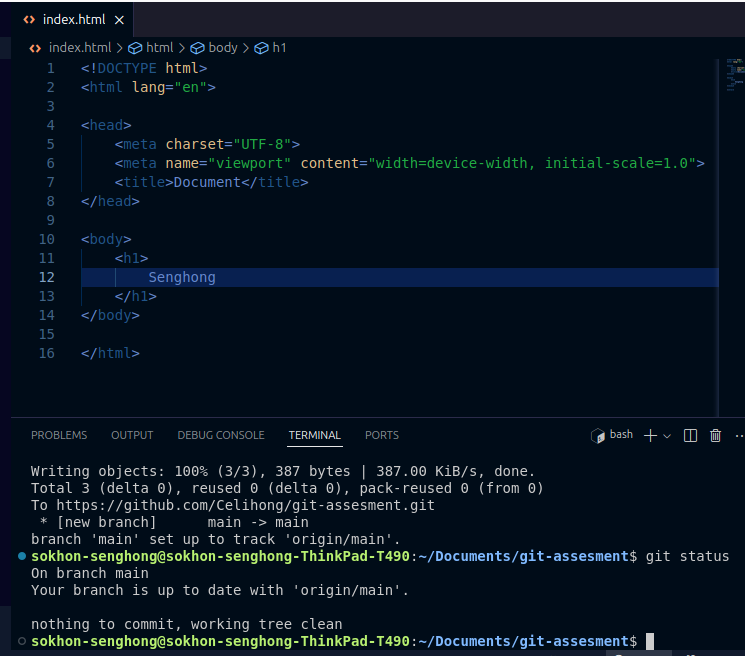 index.html
index.html > html > body > h1
1 <!DOCTYPE html>
2 <html lang="en">
3
4 <head>
5     <meta charset="UTF-8">
6     <meta name="viewport" content="width=device-width, initial-scale=1.0">
7     <title>Document</title>
8 </head>
9
10 <body>
11     <h1>
12         Senghong
13     </h1>
14 </body>
15
16 </html>
PROBLEMS OUTPUT DEBUG CONSOLE TERMINAL PORTS bash
Writing objects: 100% (3/3), 387 bytes | 387.00 KiB/s, done.
Total 3 (delta 0), reused 0 (delta 0), pack-reused 0 (from 0)
To https://github.com/Celihong/git-assesment.git
 * [new branch]      main -> main
branch 'main' set up to track 'origin/main'.
sokhon-senghong@sokhon-senghong-ThinkPad-T490:~/Documents/git-assesment$ git status
On branch main
Your branch is up to date with 'origin/main'.

nothing to commit, working tree clean
sokhon-senghong@sokhon-senghong-ThinkPad-T490:~/Documents/git-assesment$